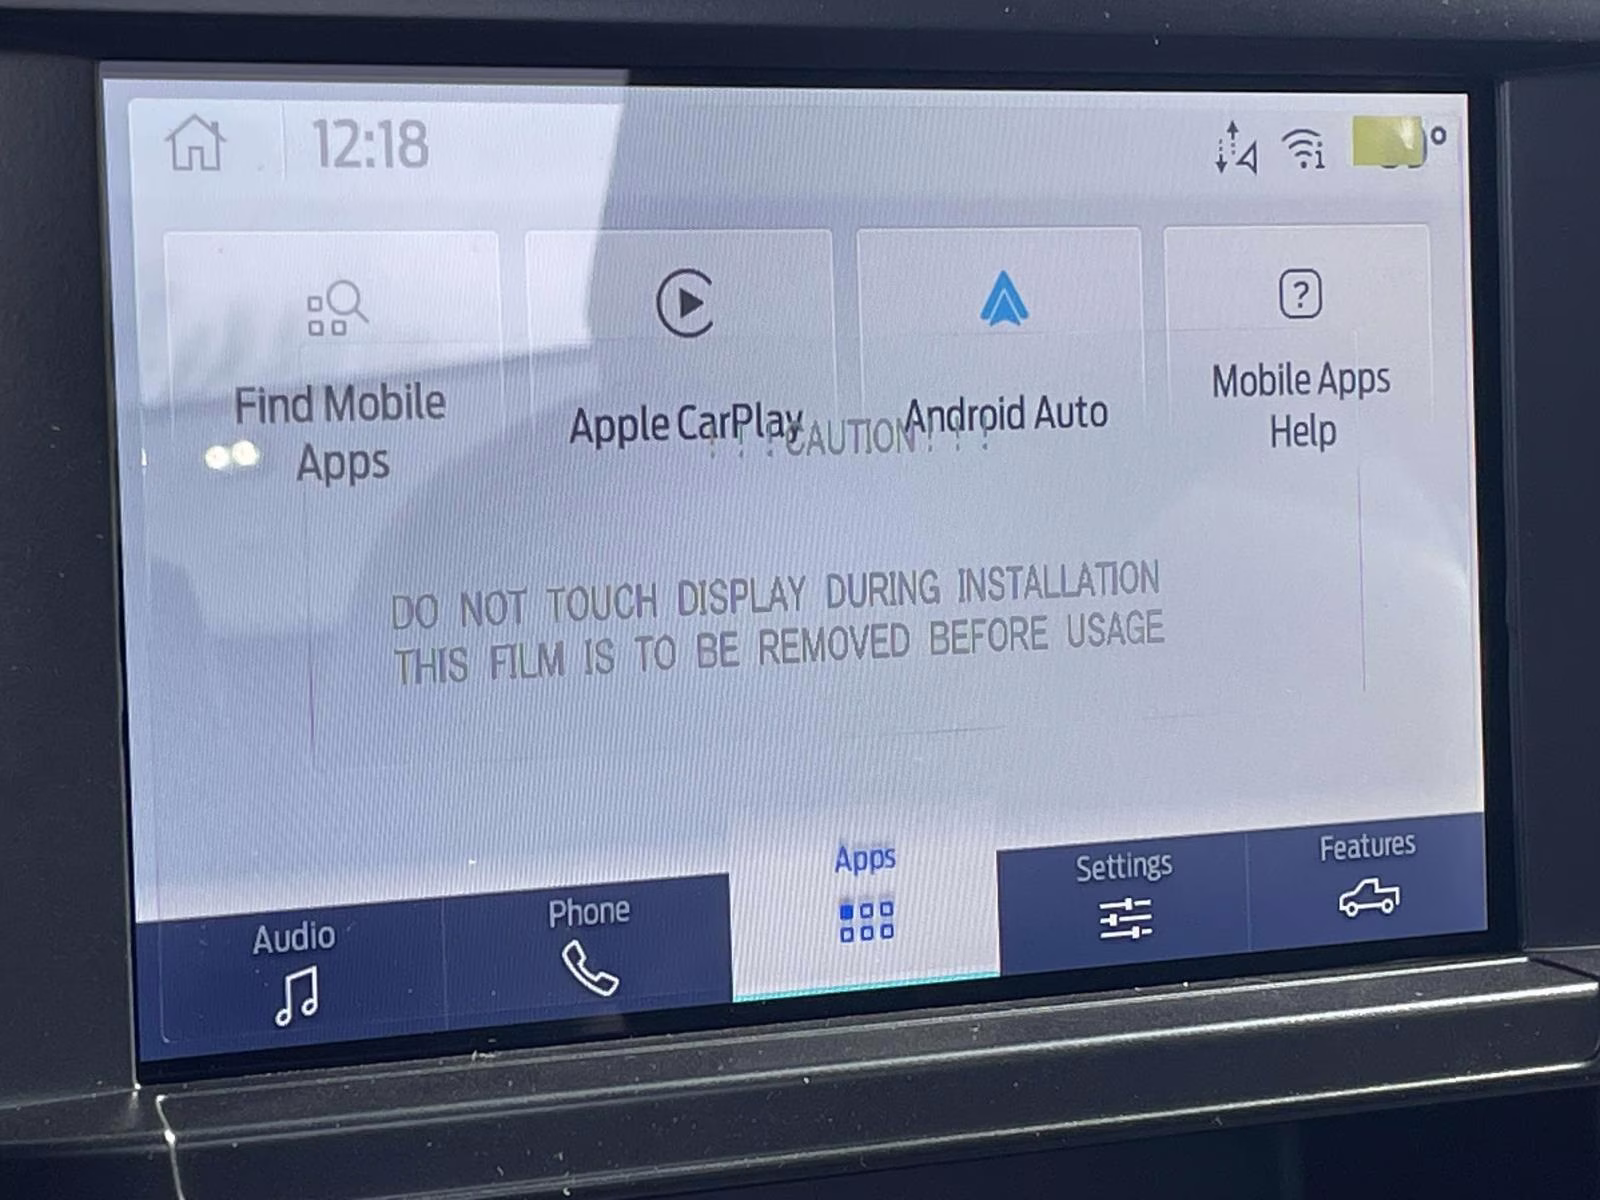 12:18
Find Mobile
Apps
Apple CarPlay
Android Auto
Mobile Apps
Help
! ! ! CAUTION ! ! !
DO NOT TOUCH DISPLAY DURING INSTALLATION
THIS FILM IS TO BE REMOVED BEFORE USAGE
Audio
Phone
Apps
Settings
Features